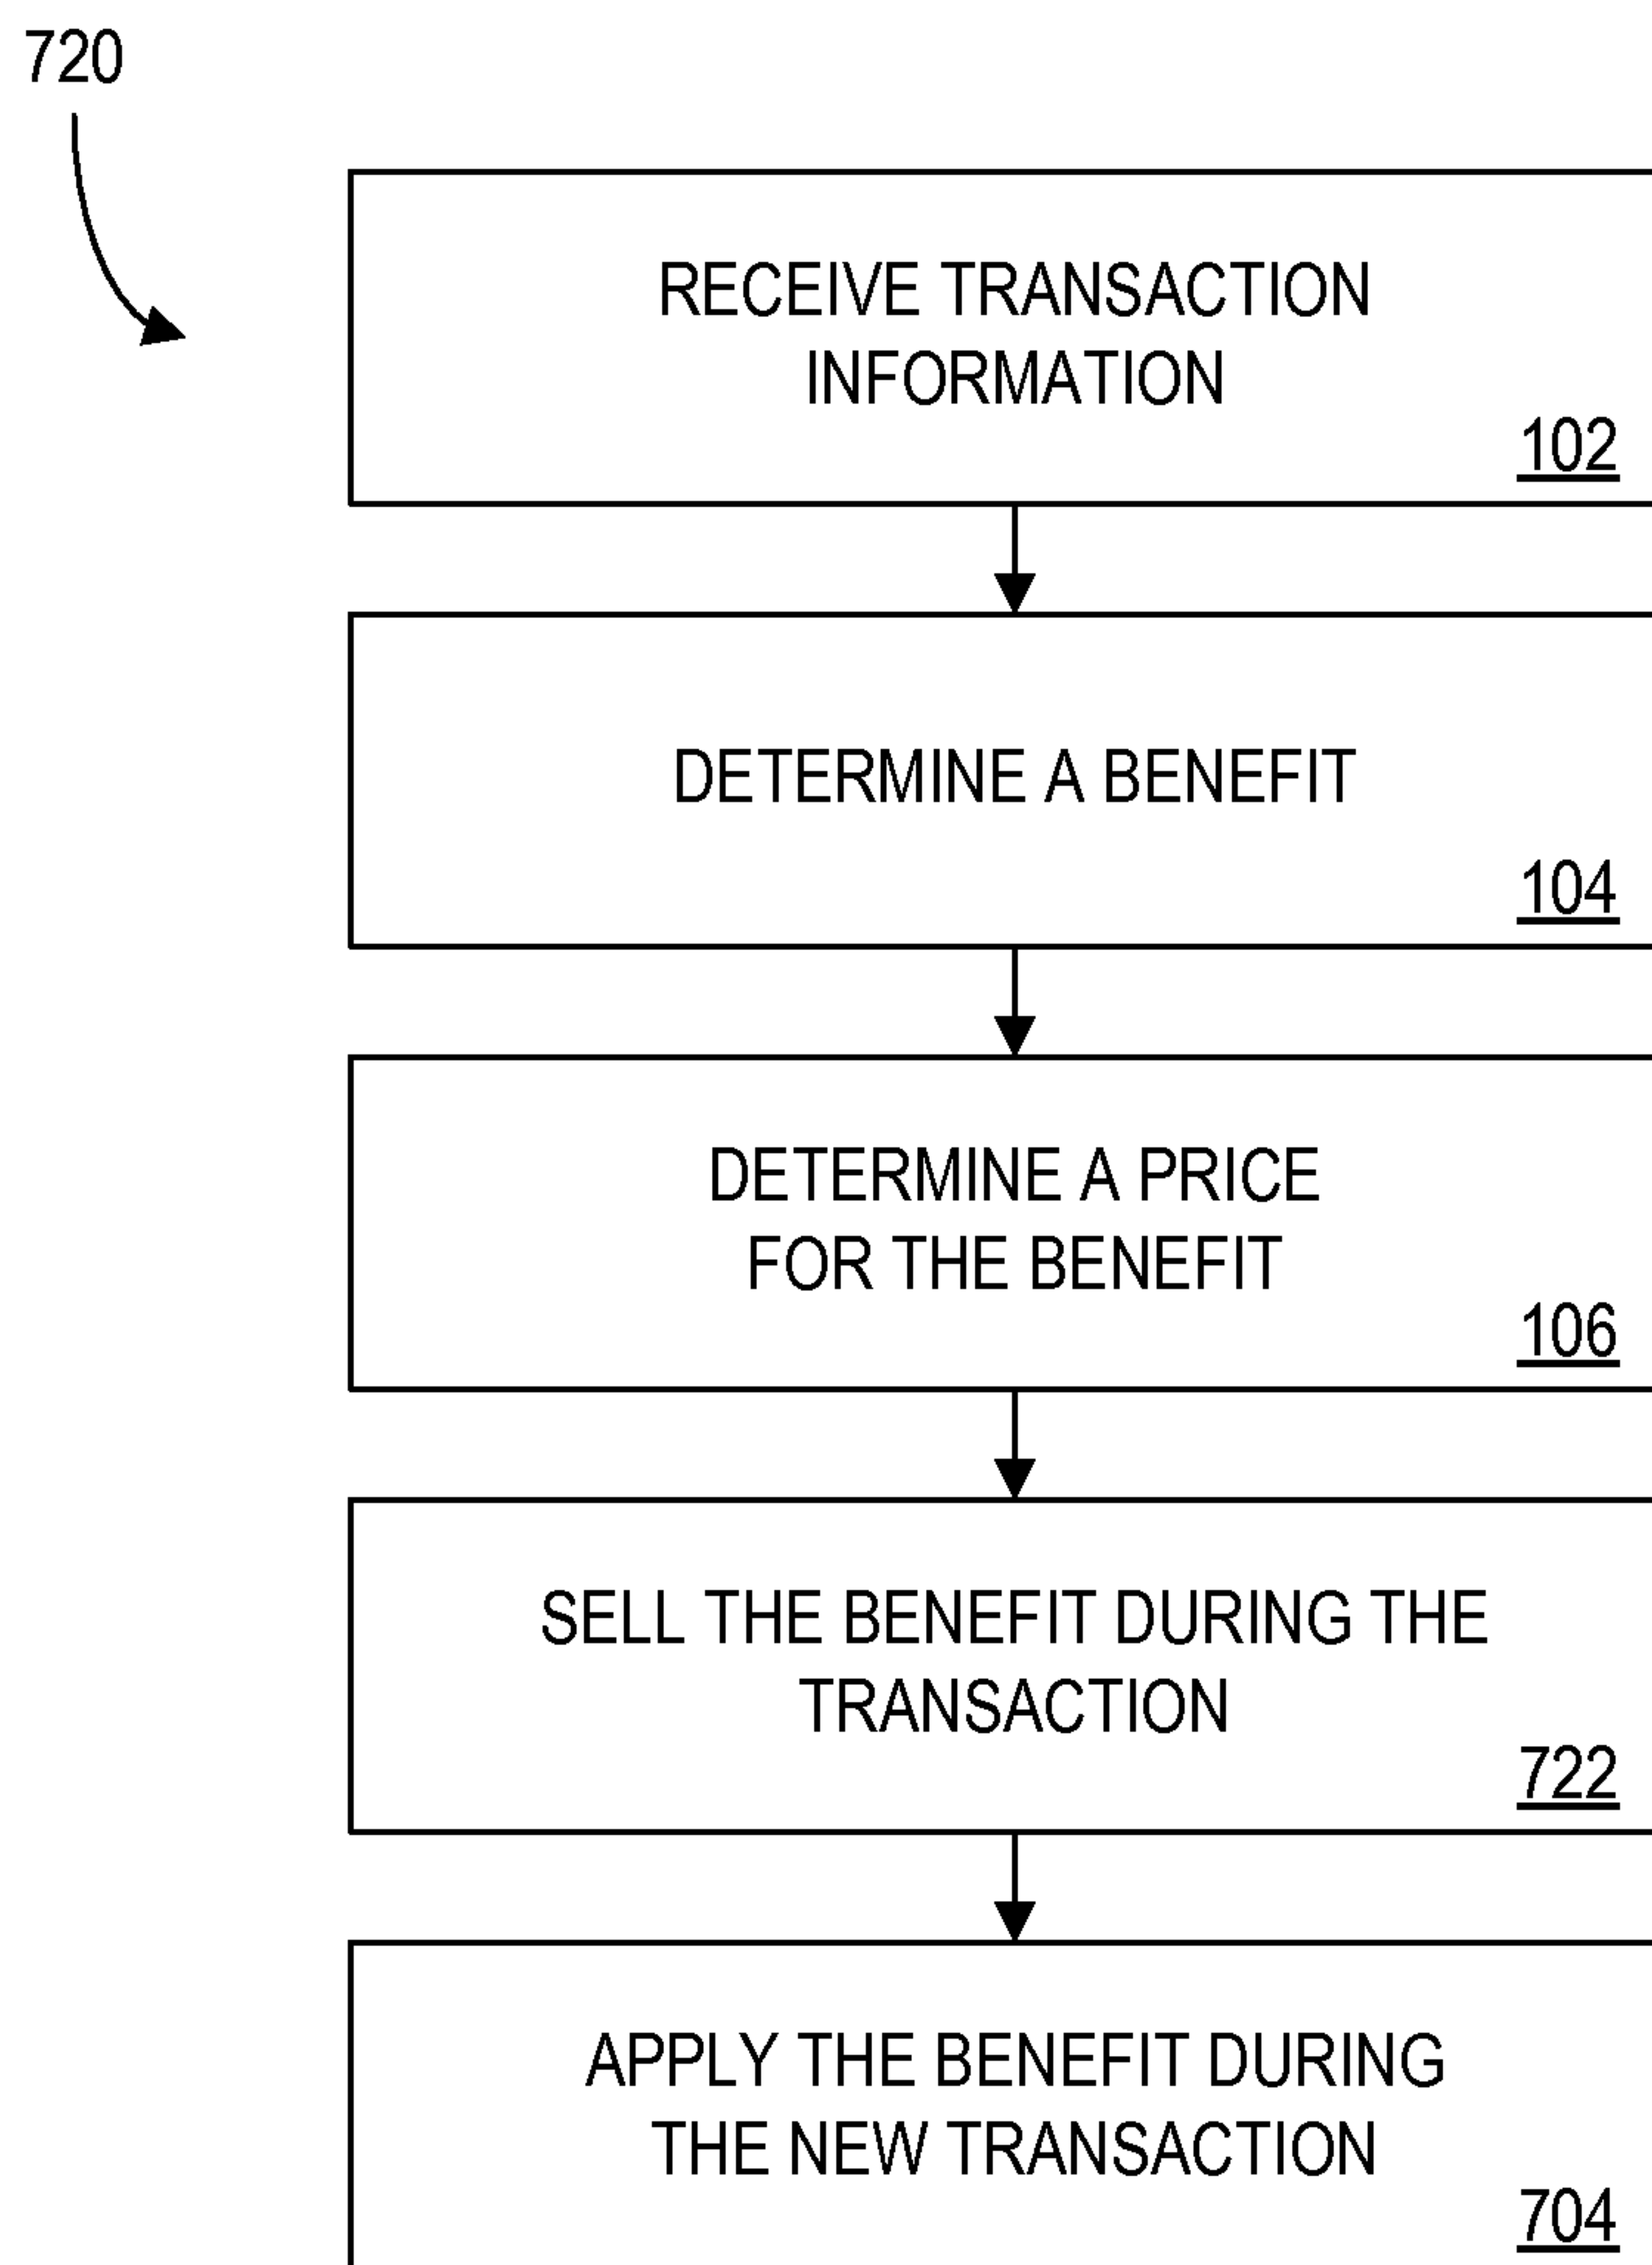 720
RECEIVE TRANSACTION
INFORMATION
102
DETERMINE A BENEFIT
104
DETERMINE A PRICE
FOR THE BENEFIT
106
SELL THE BENEFIT DURING THE
TRANSACTION
722
APPLY THE BENEFIT DURING
THE NEW TRANSACTION
704